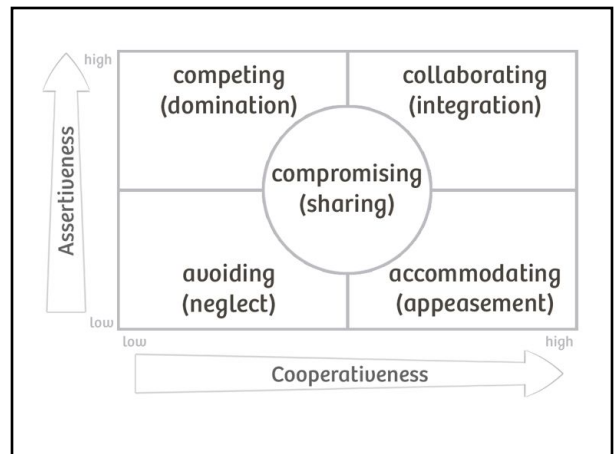 high
competing
(domination)
collaborating
(integration)
Assertiveness
compromising
(sharing)
avoiding
(neglect)
accommodating
(appeasement)
low
low
high
Cooperativeness